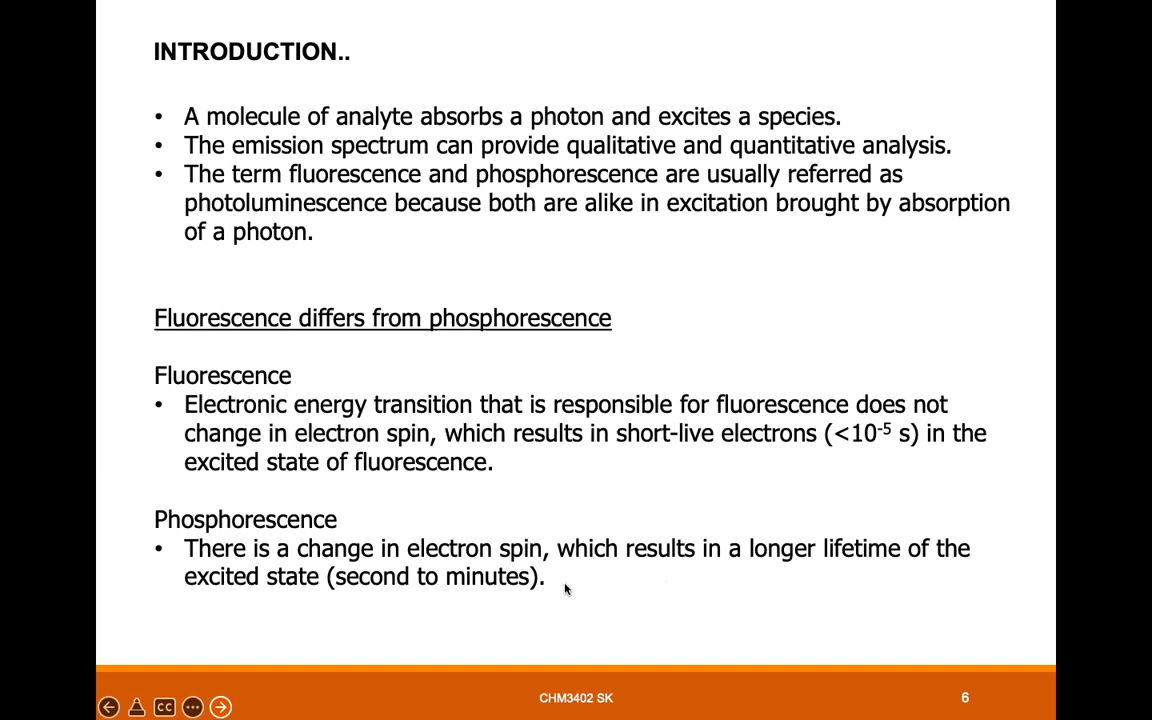 INTRODUCTION..
• A molecule of analyte absorbs a photon and excites a species.
• The emission spectrum can provide qualitative and quantitative analysis.
• The term fluorescence and phosphorescence are usually referred as
photoluminescence because both are alike in excitation brought by absorption
of a photon.
Fluorescence differs from phosphorescence
Fluorescence
• Electronic energy transition that is responsible for fluorescence does not
change in electron spin, which results in short-live electrons (<10⁻⁵ s) in the
excited state of fluorescence.
Phosphorescence
• There is a change in electron spin, which results in a longer lifetime of the
excited state (second to minutes).
CC
CHM3402 SK
6